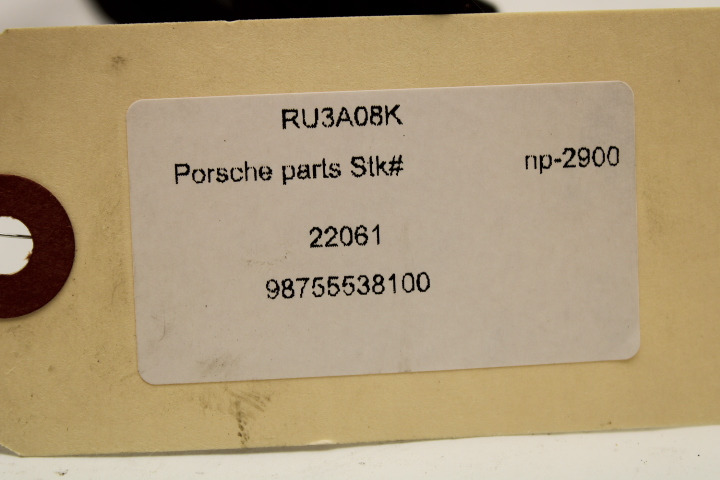 RU3A08K
Porsche parts Stk# np-2900
22061
98755538100